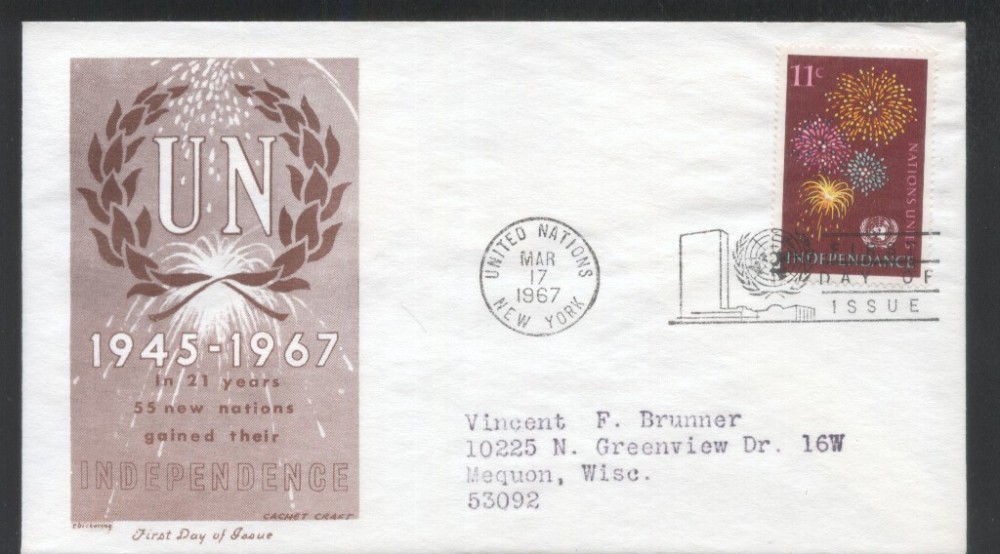 UN
1945-1967
In 21 years
55 new nations
gained their
INDEPENDENCE
CACHET CRAFT
First Day of Issue
11c
NATIONS UNIES
INDEPENDANCE
UNITED NATIONS
MAR
17
1967
NEW YORK
DAY OF
ISSUE
Vincent F. Brunner
10225 N. Greenview Dr. 16W
Mequon, Wisc.
53092